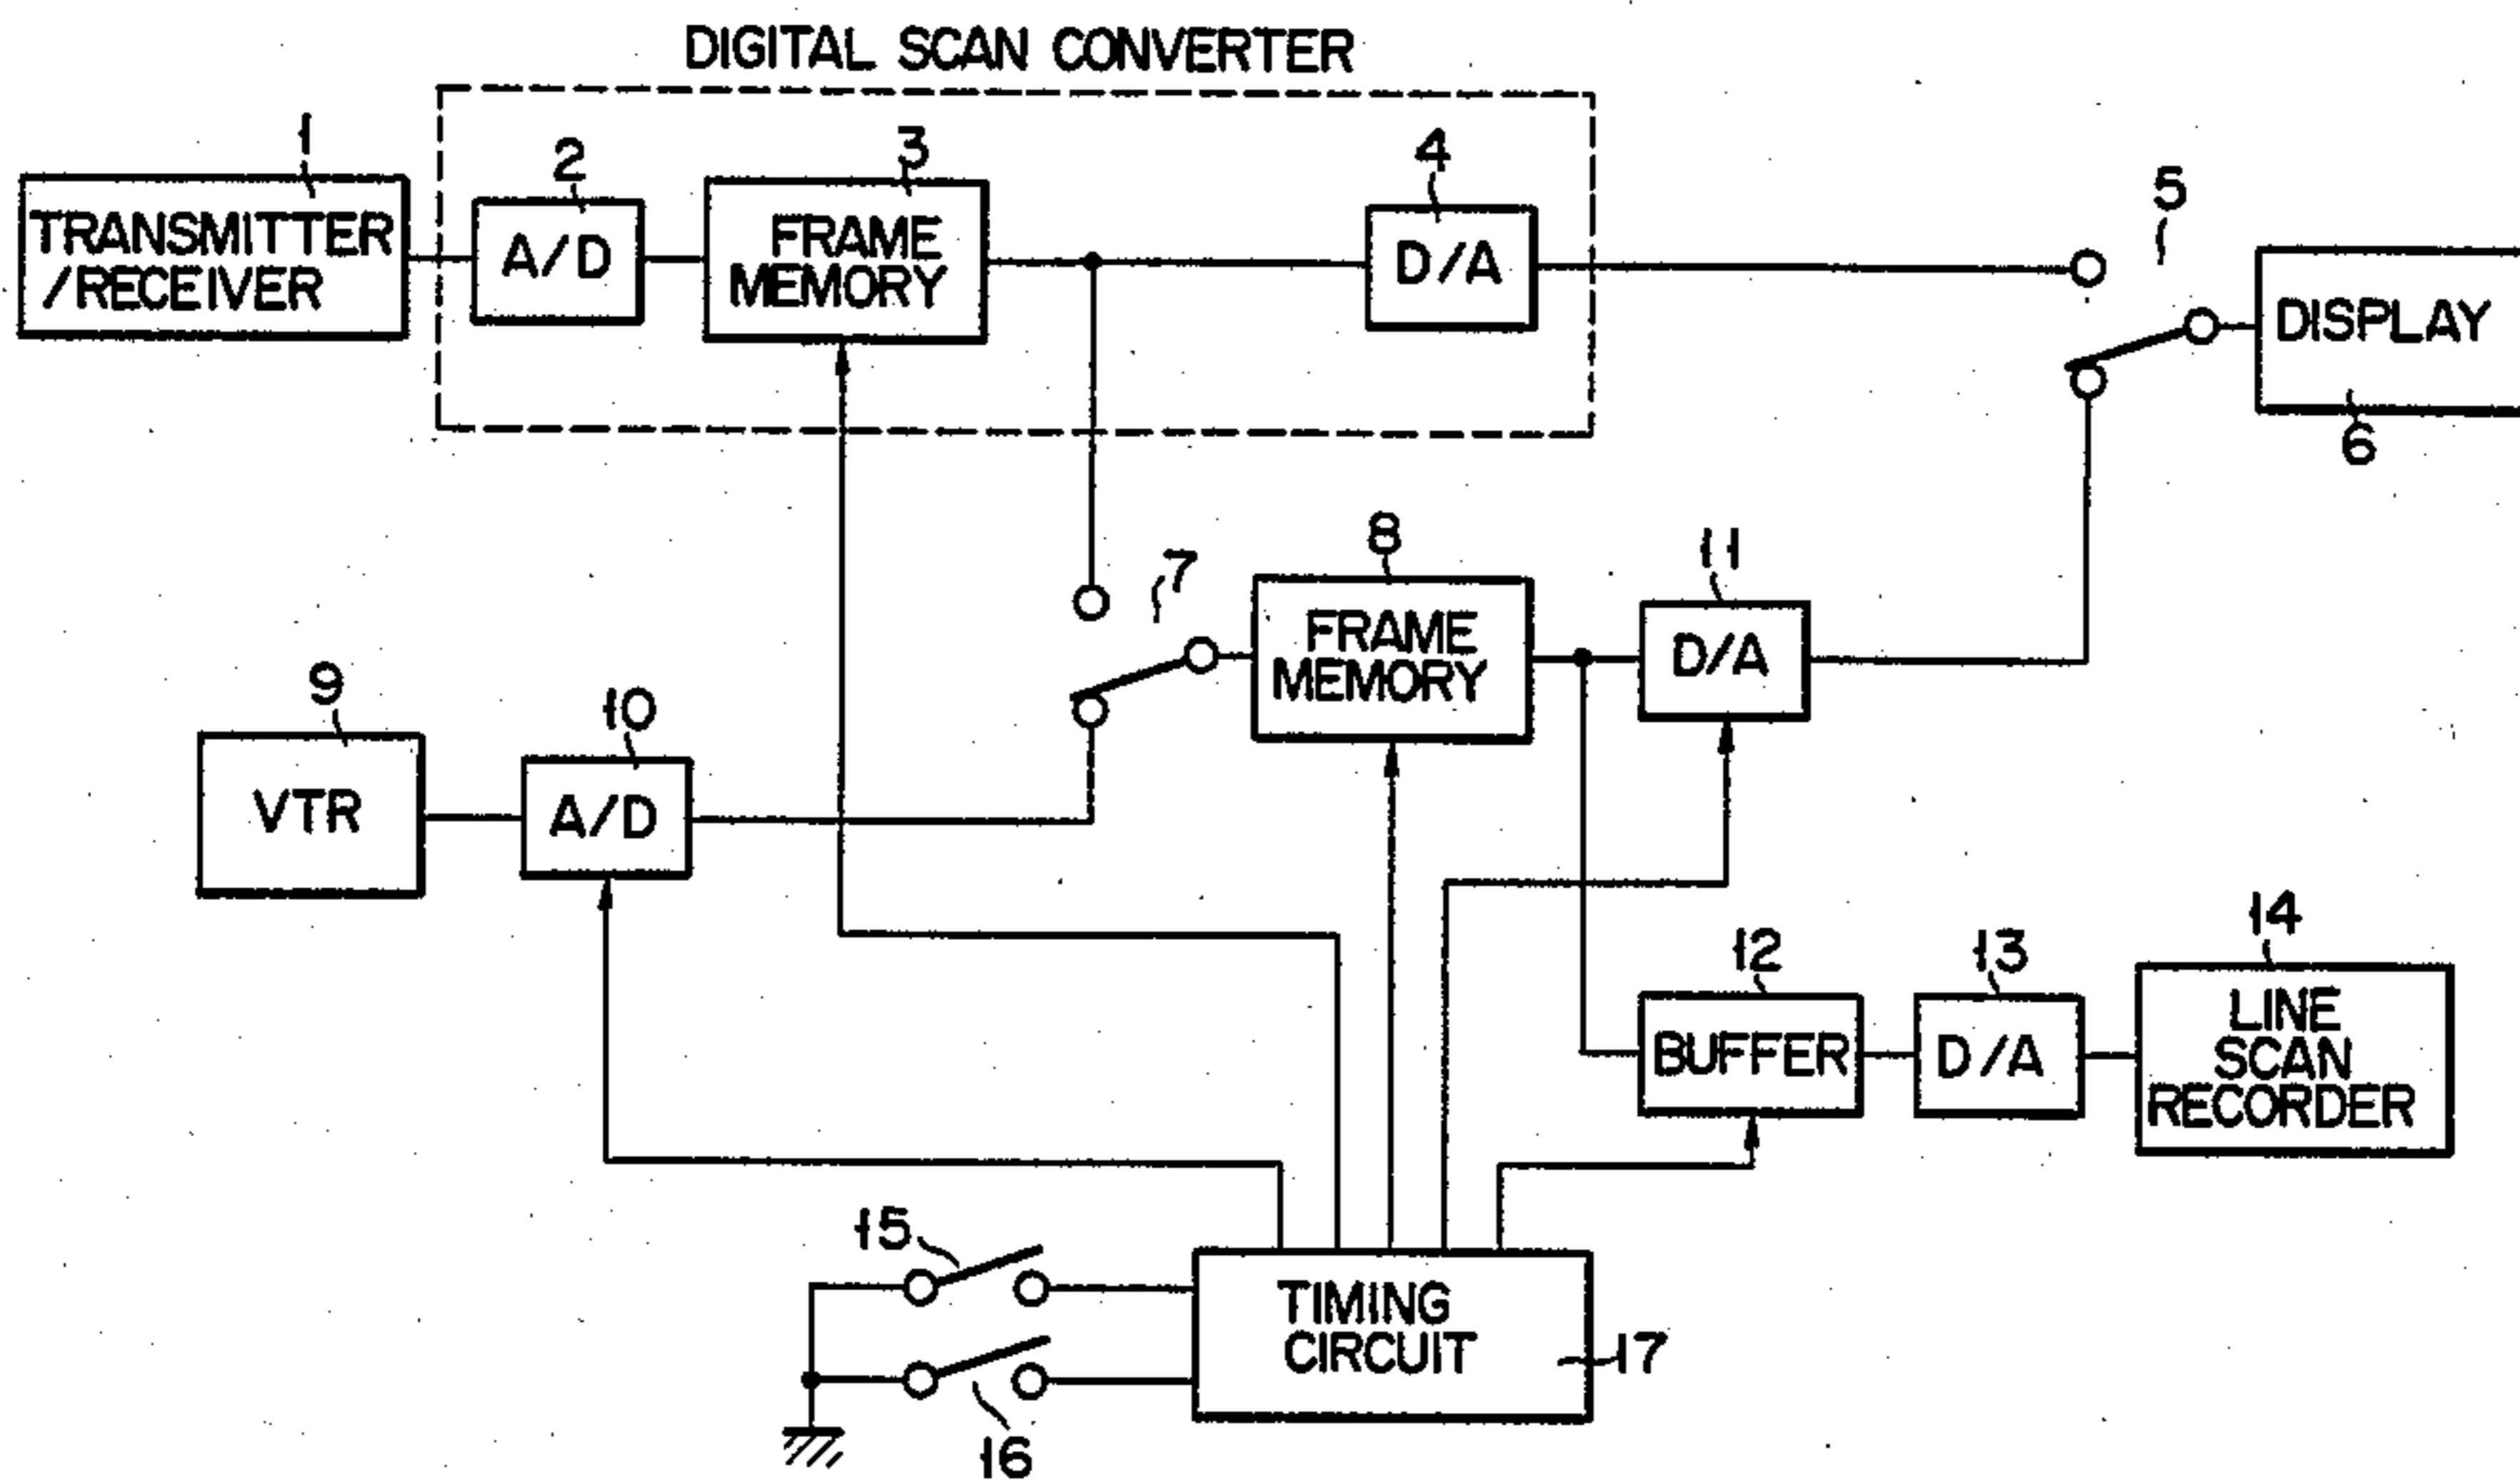 DIGITAL SCAN CONVERTER
1
2
3
4
5
TRANSMITTER
/RECEIVER
A/D
FRAME
MEMORY
D/A
DISPLAY
6
7
8
11
FRAME
MEMORY
D/A
9
10
VTR
A/D
12
13
14
BUFFER
D/A
LINE
SCAN
RECORDER
15
16
TIMING
CIRCUIT
17